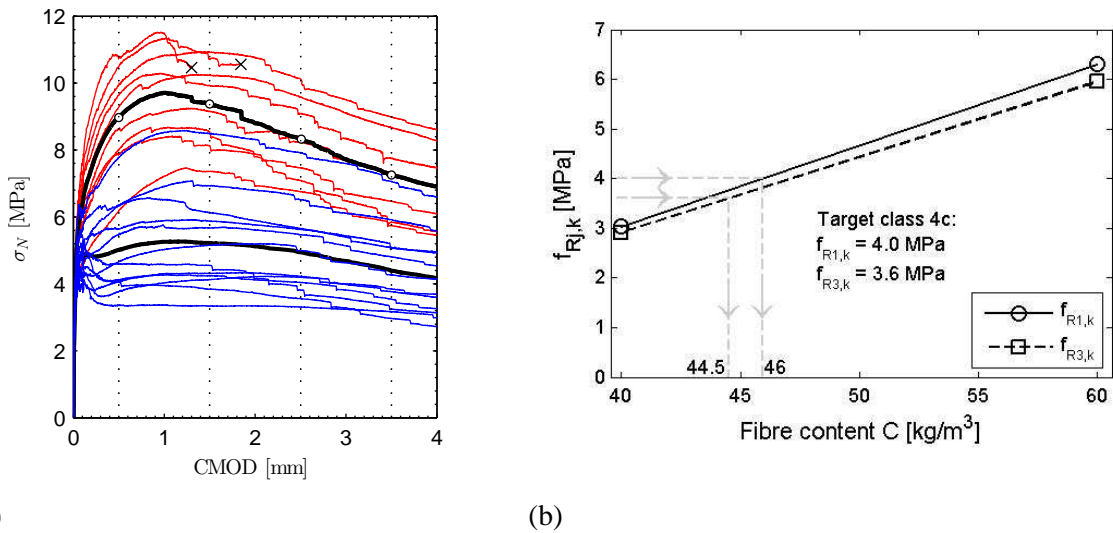 12
10
8
6
4
2
0
σN [MPa]
0 1 2 3 4
CMOD [mm]
)
7
6
5
4
3
2
1
0
fRj,k [MPa]
Target class 4c:
fR1,k = 4.0 MPa
fR3,k = 3.6 MPa
fR1,k
fR3,k
44.5 46
40 45 50 55 60
Fibre content C [kg/m³]
(b)